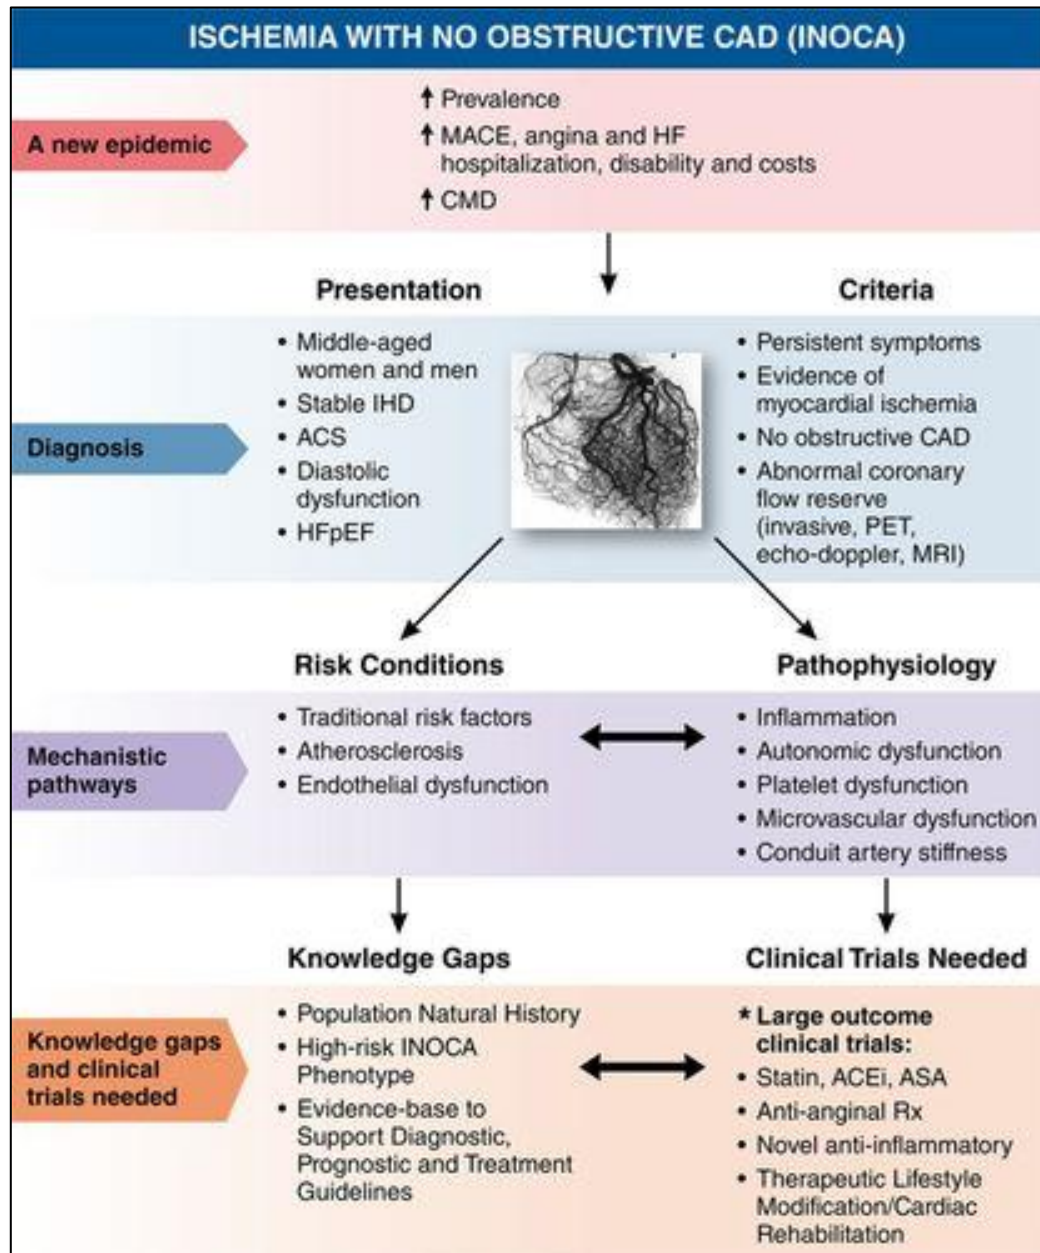 ISCHEMIA WITH NO OBSTRUCTIVE CAD (INOCA)
A new epidemic
↑ Prevalence
↑ MACE, angina and HF
hospitalization, disability and costs
↑ CMD
Presentation
Criteria
Diagnosis
• Middle-aged
women and men
• Stable IHD
• ACS
• Diastolic
dysfunction
• HFpEF
• Persistent symptoms
• Evidence of
myocardial ischemia
• No obstructive CAD
• Abnormal coronary
flow reserve
(invasive, PET,
echo-doppler, MRI)
Risk Conditions
Pathophysiology
Mechanistic
pathways
• Traditional risk factors
• Atherosclerosis
• Endothelial dysfunction
• Inflammation
• Autonomic dysfunction
• Platelet dysfunction
• Microvascular dysfunction
• Conduit artery stiffness
Knowledge Gaps
Clinical Trials Needed
Knowledge gaps
and clinical
trials needed
• Population Natural History
• High-risk INOCA
Phenotype
• Evidence-base to
Support Diagnostic,
Prognostic and Treatment
Guidelines
* Large outcome
clinical trials:
• Statin, ACEi, ASA
• Anti-anginal Rx
• Novel anti-inflammatory
• Therapeutic Lifestyle
Modification/Cardiac
Rehabilitation